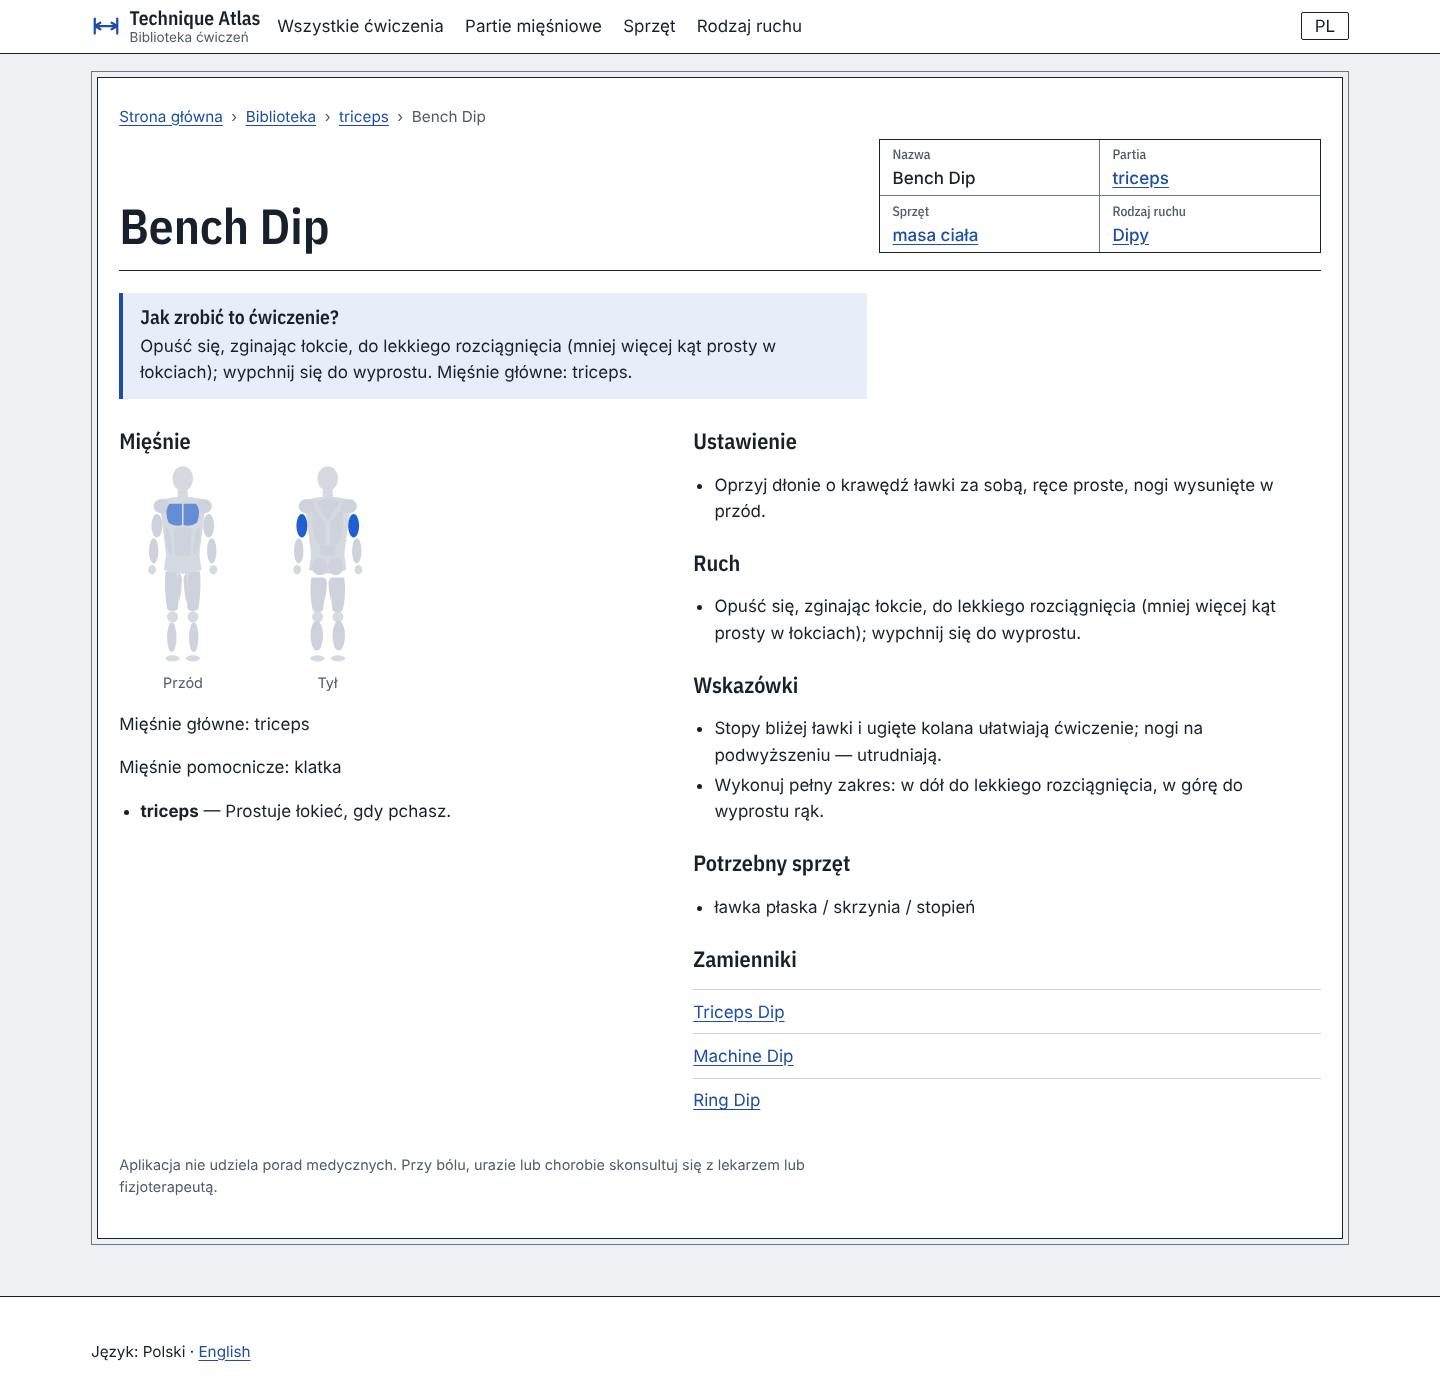 Technique Atlas
Biblioteka ćwiczeń
Wszystkie ćwiczenia
Partie mięśniowe
Sprzęt
Rodzaj ruchu
PL
Strona główna › Biblioteka › triceps › Bench Dip
Bench Dip
Nazwa
Bench Dip
Partia
triceps
Sprzęt
masa ciała
Rodzaj ruchu
Dipy
Jak zrobić to ćwiczenie?
Opuść się, zginając łokcie, do lekkiego rozciągnięcia (mniej więcej kąt prosty w
łokciach); wypchnij się do wyprostu. Mięśnie główne: triceps.
Mięśnie
Przód
Tył
Mięśnie główne: triceps
Mięśnie pomocnicze: klatka
• triceps — Prostuje łokieć, gdy pchasz.
Ustawienie
• Oprzyj dłonie o krawędź ławki za sobą, ręce proste, nogi wysunięte w
przód.
Ruch
• Opuść się, zginając łokcie, do lekkiego rozciągnięcia (mniej więcej kąt
prosty w łokciach); wypchnij się do wyprostu.
Wskazówki
• Stopy bliżej ławki i ugięte kolana ułatwiają ćwiczenie; nogi na
podwyższeniu — utrudniają.
• Wykonuj pełny zakres: w dół do lekkiego rozciągnięcia, w górę do
wyprostu rąk.
Potrzebny sprzęt
• ławka płaska / skrzynia / stopień
Zamienniki
Triceps Dip
Machine Dip
Ring Dip
Aplikacja nie udziela porad medycznych. Przy bólu, urazie lub chorobie skonsultuj się z lekarzem lub
fizjoterapeutą.
Język: Polski · English